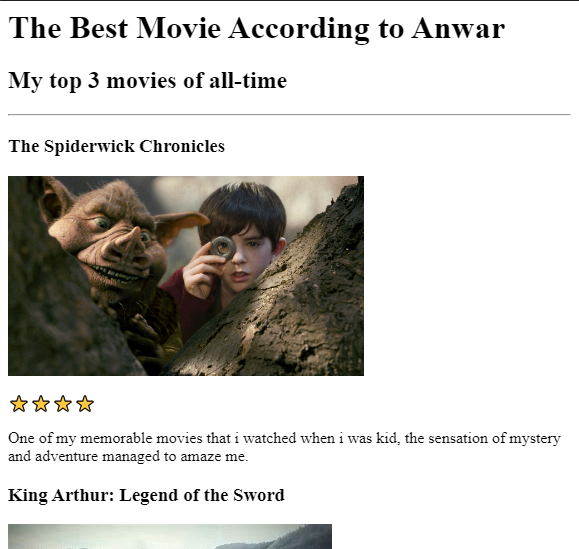 The Best Movie According to Anwar
My top 3 movies of all-time
The Spiderwick Chronicles
One of my memorable movies that i watched when i was kid, the sensation of mystery
and adventure managed to amaze me.
King Arthur: Legend of the Sword